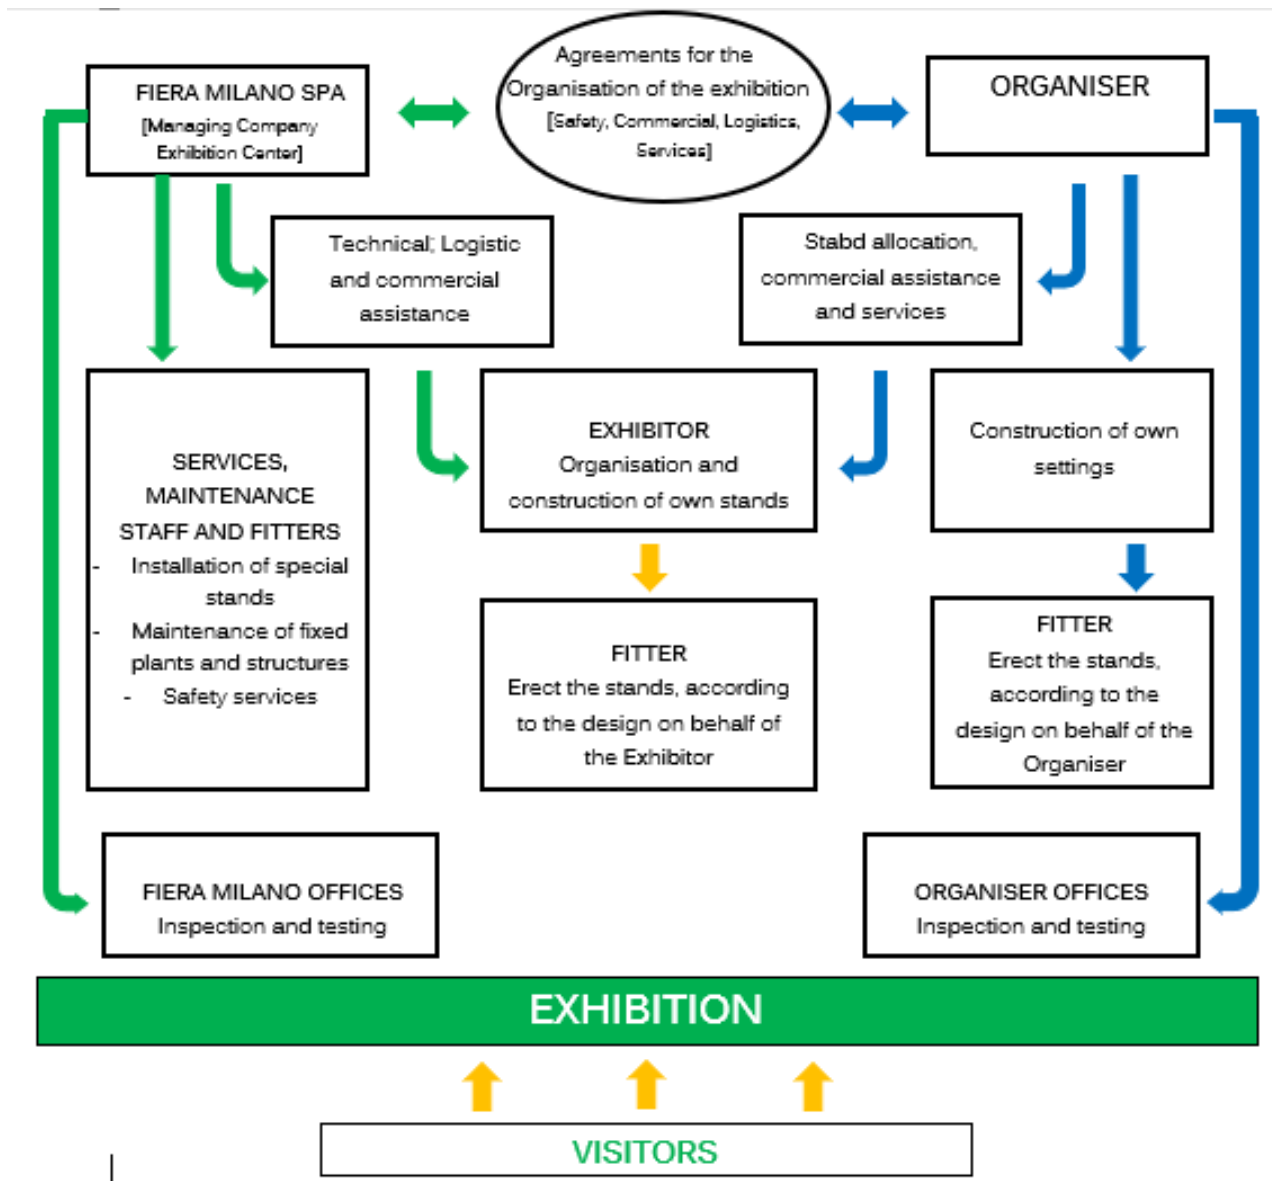 FIERA MILANO SPA
[Managing Company
Exhibition Center]
Agreements for the
Organisation of the exhibition
[Safety, Commercial, Logistics,
Services]
ORGANISER
Technical; Logistic
and commercial
assistance
Stabd allocation,
commercial assistance
and services
SERVICES,
MAINTENANCE
STAFF AND FITTERS
- Installation of special
stands
- Maintenance of fixed
plants and structures
- Safety services
EXHIBITOR
Organisation and
construction of own stands
Construction of own
settings
FITTER
Erect the stands, according
to the design on behalf of
the Exhibitor
FITTER
Erect the stands,
according to the
design on behalf of the
Organiser
FIERA MILANO OFFICES
Inspection and testing
ORGANISER OFFICES
Inspection and testing
EXHIBITION
VISITORS